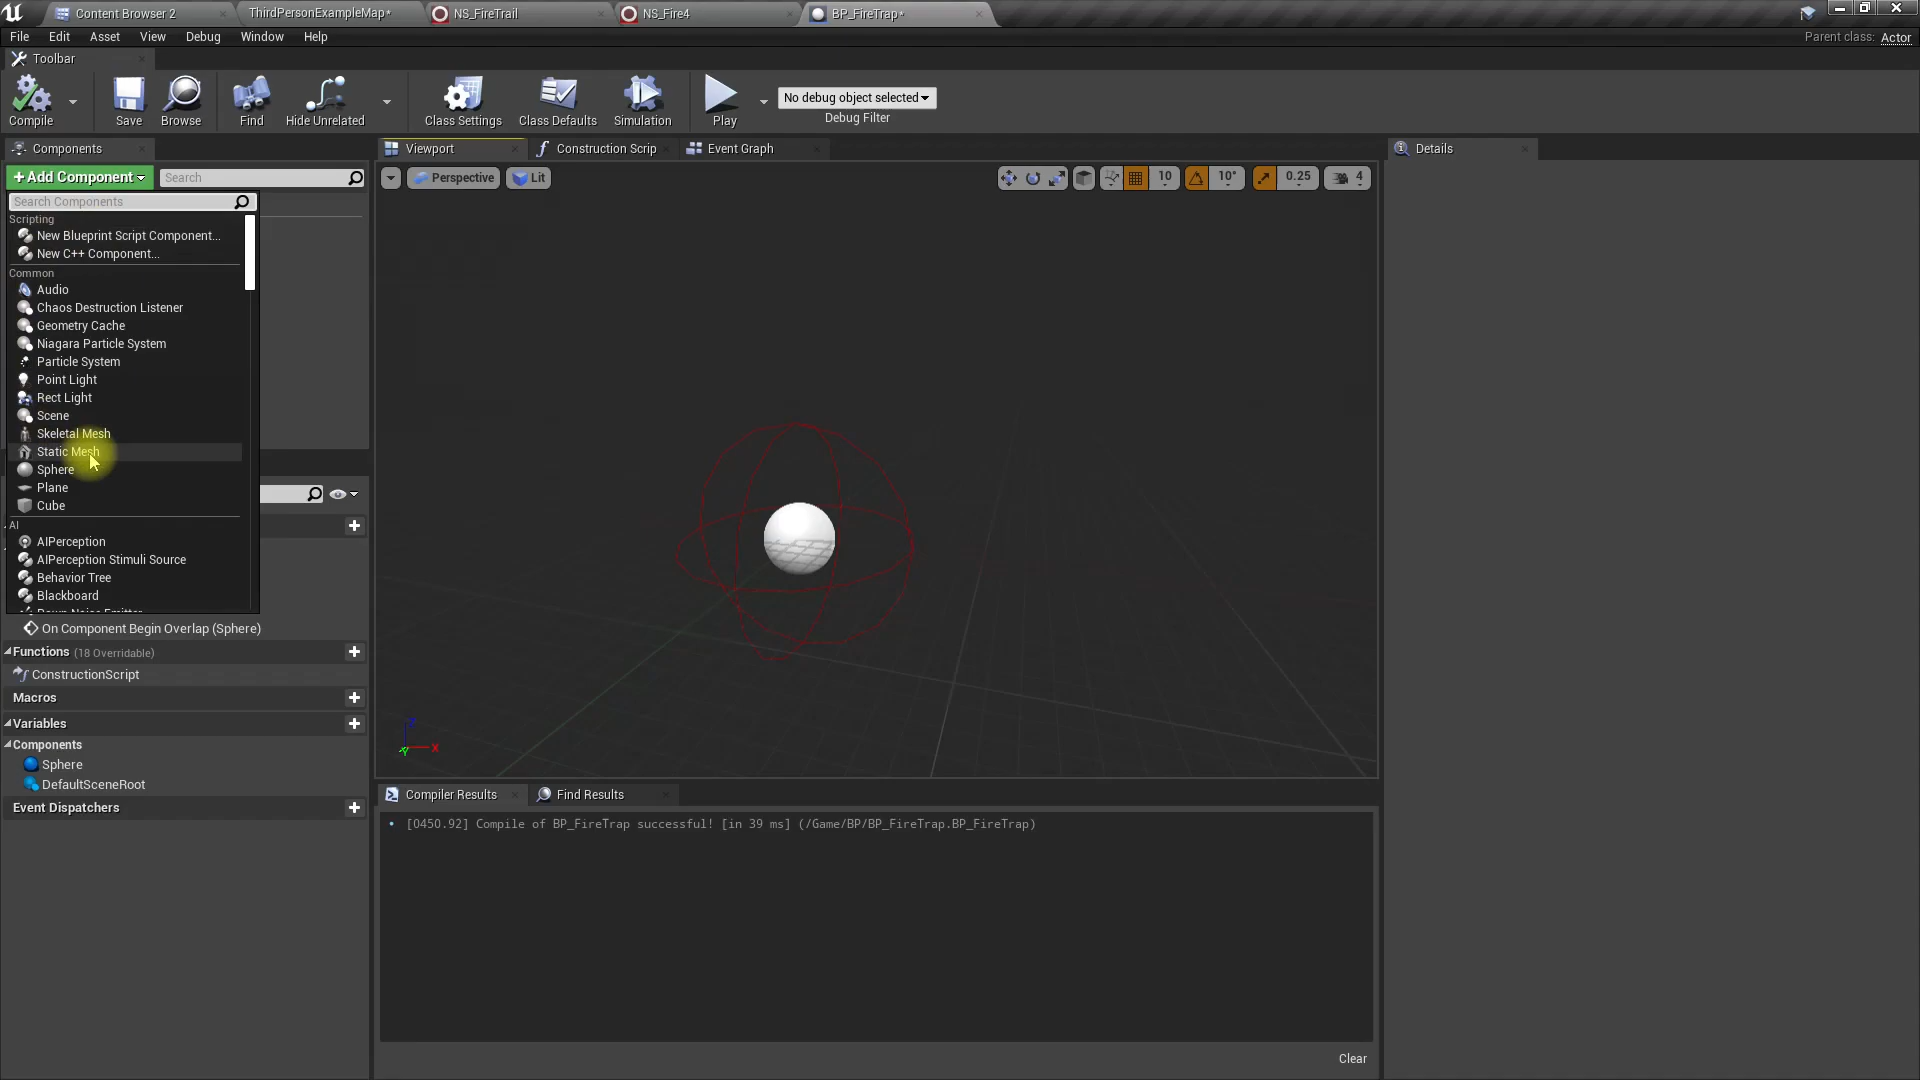 Content Browser 2
ThirdPersonExampleMap*
NS_FireTrail
NS_Fire4
BP_FireTrap*
File Edit Asset View Debug Window Help
Parent class: Actor
Toolbar
Compile
Save
Browse
Find
Hide Unrelated
Class Settings
Class Defaults
Simulation
Play
No debug object selected
Debug Filter
Components
Viewport
Construction Scrip
Event Graph
Details
+Add Component
Search
Perspective
Lit
10
10°
0.25
4
Search Components
Scripting
New Blueprint Script Component...
New C++ Component...
Common
Audio
Chaos Destruction Listener
Geometry Cache
Niagara Particle System
Particle System
Point Light
Rect Light
Scene
Skeletal Mesh
Static Mesh
Sphere
Plane
Cube
AI
AIPerception
AIPerception Stimuli Source
Behavior Tree
Blackboard
On Component Begin Overlap (Sphere)
Functions (18 Overridable)
ConstructionScript
Macros
Variables
Components
Sphere
DefaultSceneRoot
Event Dispatchers
Z
X
Y
Compiler Results
Find Results
• [0450.92] Compile of BP_FireTrap successful! [in 39 ms] (/Game/BP/BP_FireTrap.BP_FireTrap)
Clear